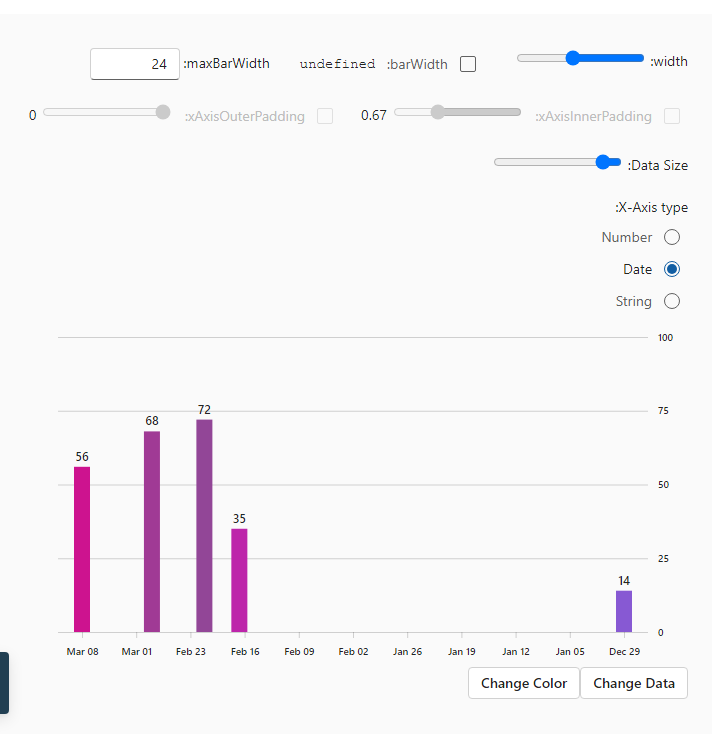 :width
:barWidth undefined
:maxBarWidth 24
:xAxisInnerPadding 0.67
:xAxisOuterPadding 0
:Data Size
:X-Axis type
Number
Date
String
100
75
50
25
0
56
68
72
35
14
Mar 08 Mar 01 Feb 23 Feb 16 Feb 09 Feb 02 Jan 26 Jan 19 Jan 12 Jan 05 Dec 29
Change Color Change Data